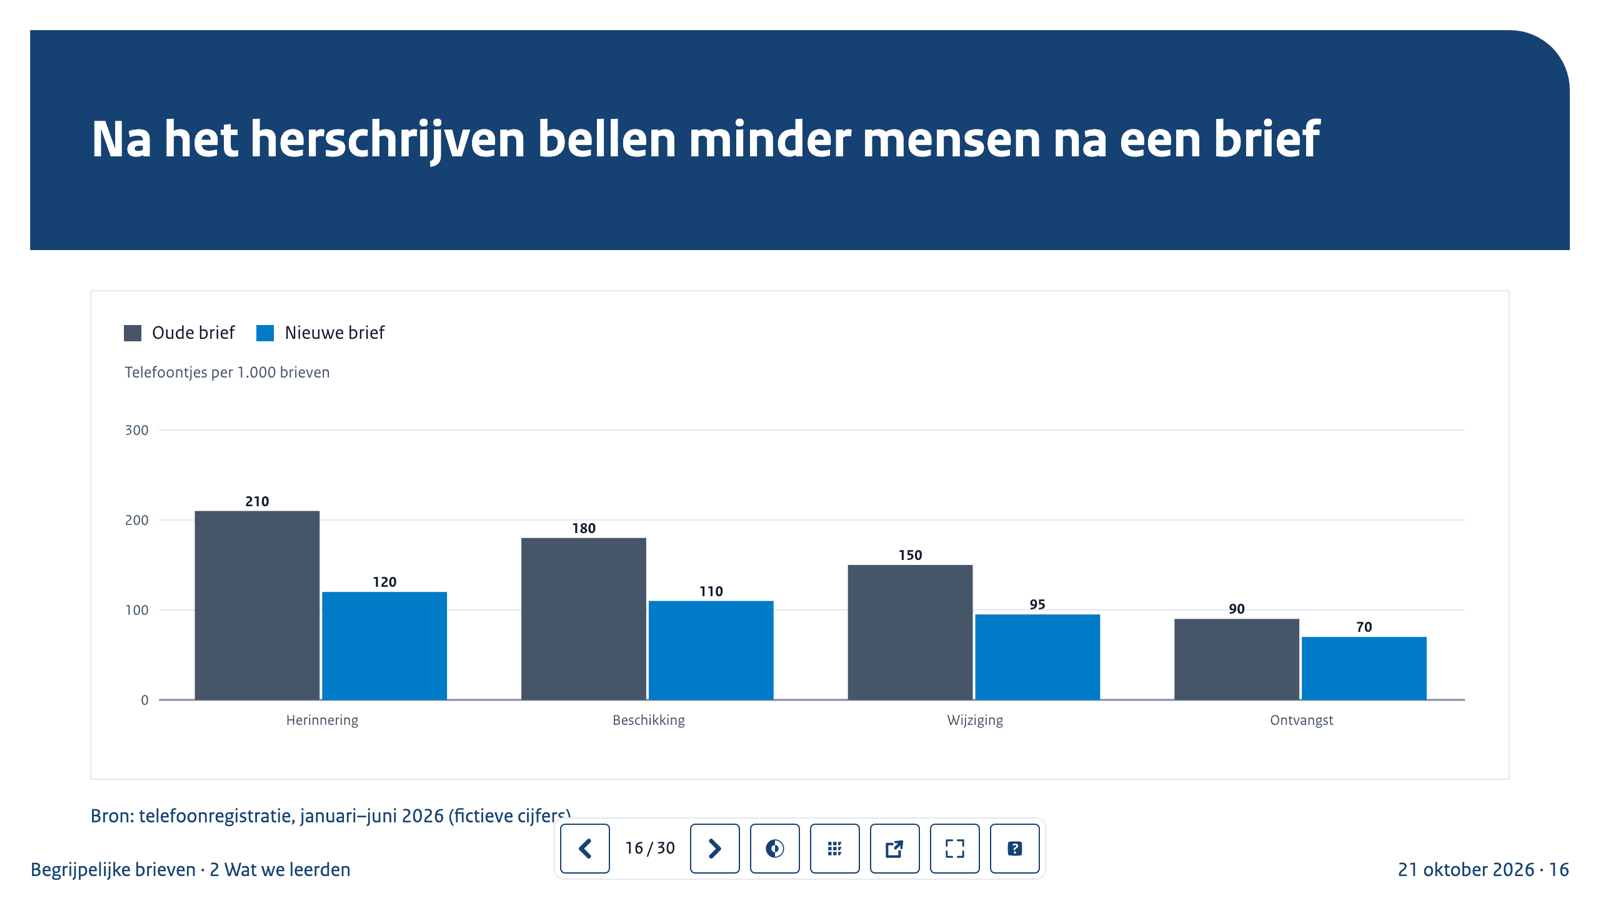 Na het herschrijven bellen minder mensen na een brief
Oude brief Nieuwe brief
Telefoontjes per 1.000 brieven
300
200
100
0
210 120
180 110
150 95
90 70
Herinnering Beschikking Wijziging Ontvangst
Bron: telefoonregistratie, januari–juni 2026 (fictieve cijfers)
16 / 30
Begrijpelijke brieven · 2 Wat we leerden
21 oktober 2026 · 16